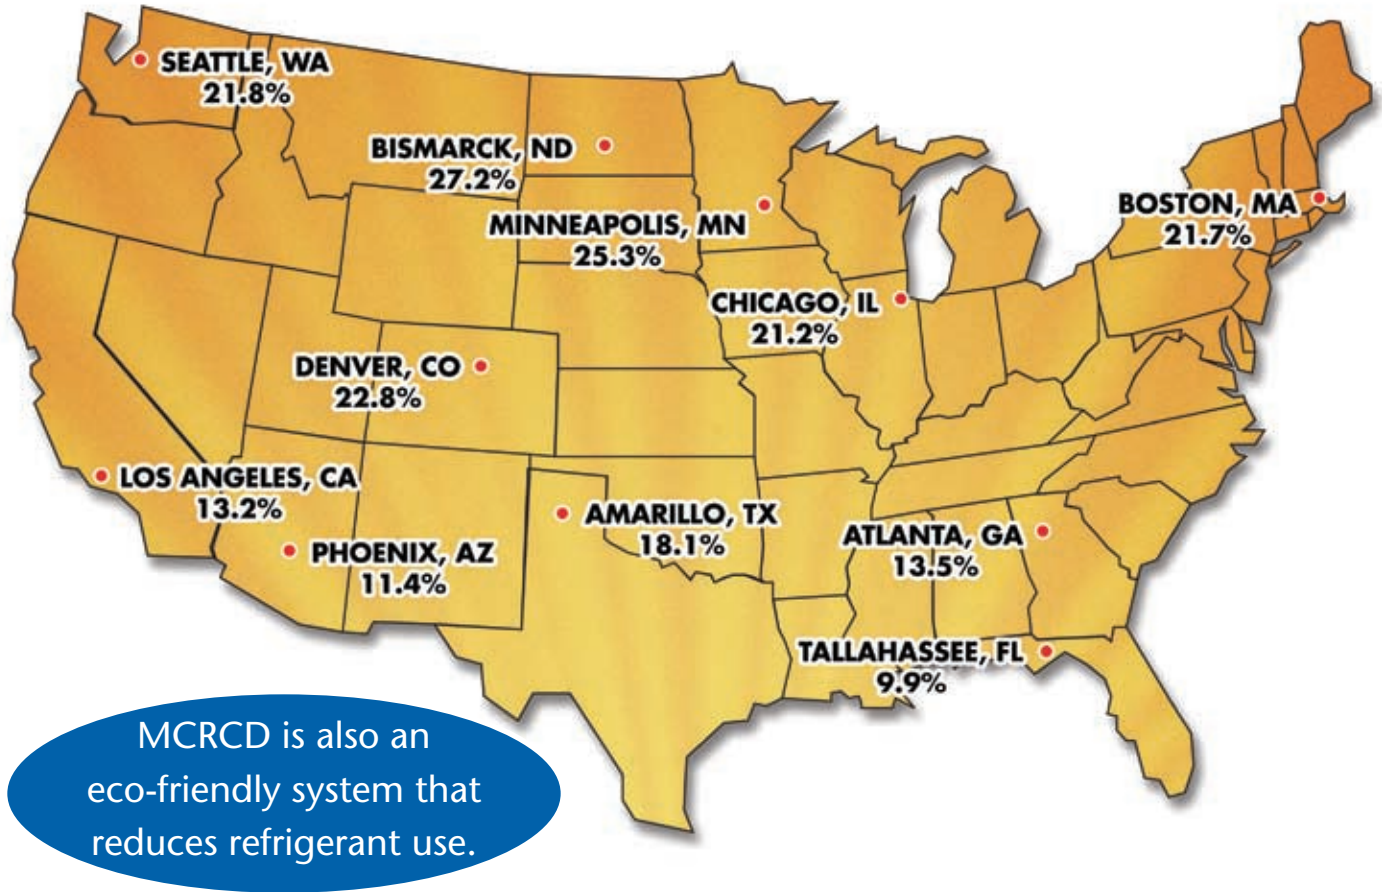 SEATTLE, WA
21.8%
BISMARCK, ND
27.2%
MINNEAPOLIS, MN
25.3%
BOSTON, MA
21.7%
CHICAGO, IL
21.2%
DENVER, CO
22.8%
LOS ANGELES, CA
13.2%
PHOENIX, AZ
11.4%
AMARILLO, TX
18.1%
ATLANTA, GA
13.5%
TALLAHASSEE, FL
9.9%
MCRCD is also an
eco-friendly system that
reduces refrigerant use.